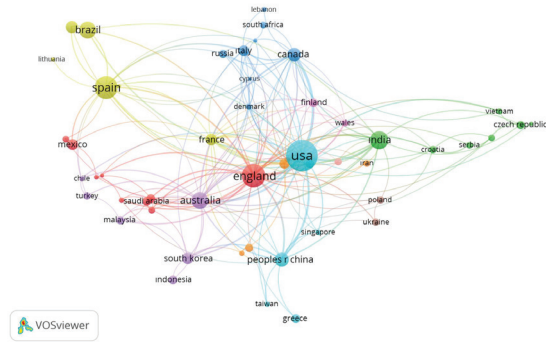 lebanon
south africa
brazil
russia
italy
canada
lithuania
cyprus
spain
denmark
finland
vietnam
wales
czech republic
mexico
france
india
croatia
serbia
usa
iran
chile
england
turkey
saudi arabia
australia
poland
malaysia
ukraine
singapore
south korea
peoples r china
indonesia
taiwan
greece
VOSviewer